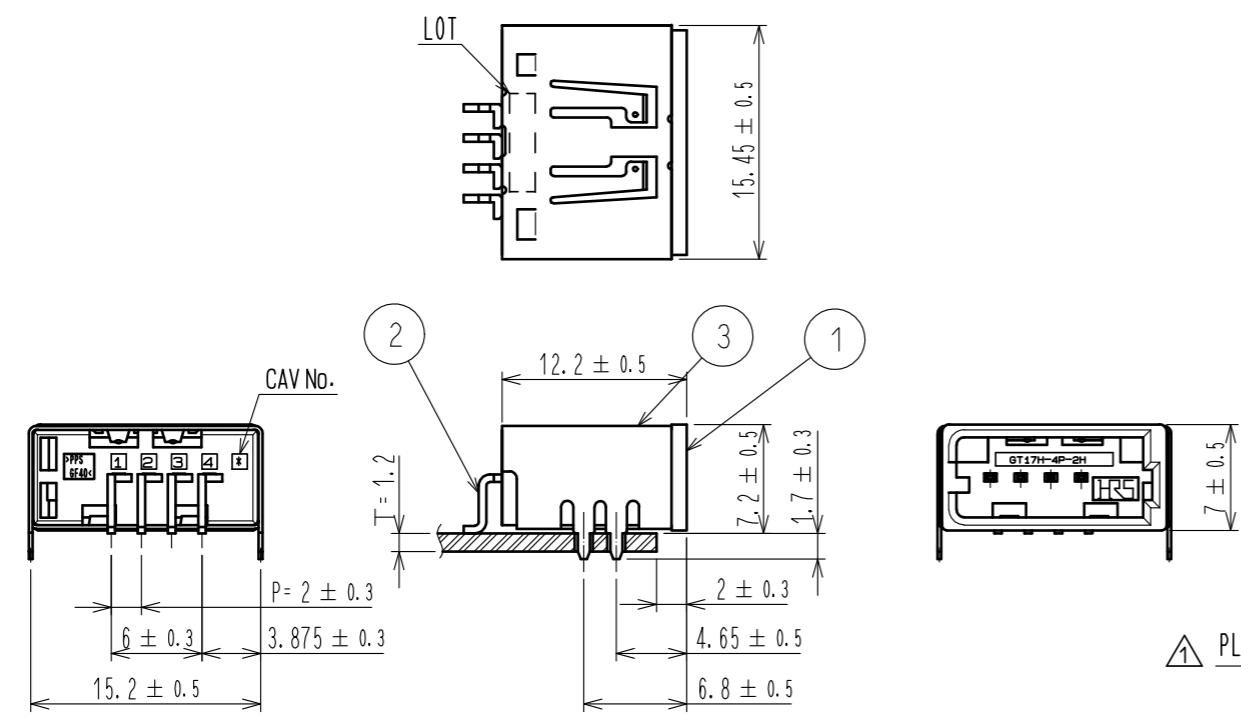 LOT
15.45 ± 0.5
2
3
1
12.2 ± 0.5
CAV No.
>PPS
GF40<
1 2 3 4 *
T=1.2
7.2 ± 0.5
1.7 ± 0.3
GT17H-4P-2H
HRS
7 ± 0.5
P= 2 ± 0.3
2 ± 0.3
6 ± 0.3
3.875 ± 0.3
4.65 ± 0.5
1 PL
15.2 ± 0.5
6.8 ± 0.5